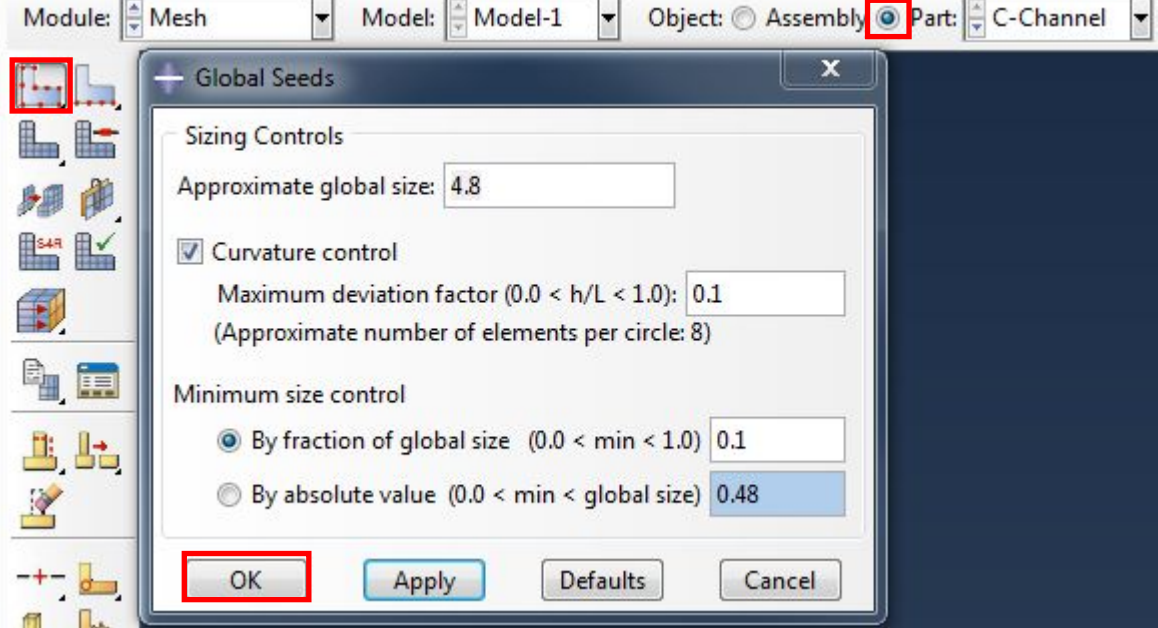 Module: Mesh Model: Model-1 Object: Assembly Part: C-Channel
Global Seeds x
Sizing Controls
Approximate global size: 4.8
Curvature control
Maximum deviation factor (0.0 < h/L < 1.0): 0.1
(Approximate number of elements per circle: 8)
Minimum size control
By fraction of global size (0.0 < min < 1.0) 0.1
By absolute value (0.0 < min < global size) 0.48
OK Apply Defaults Cancel
S4R